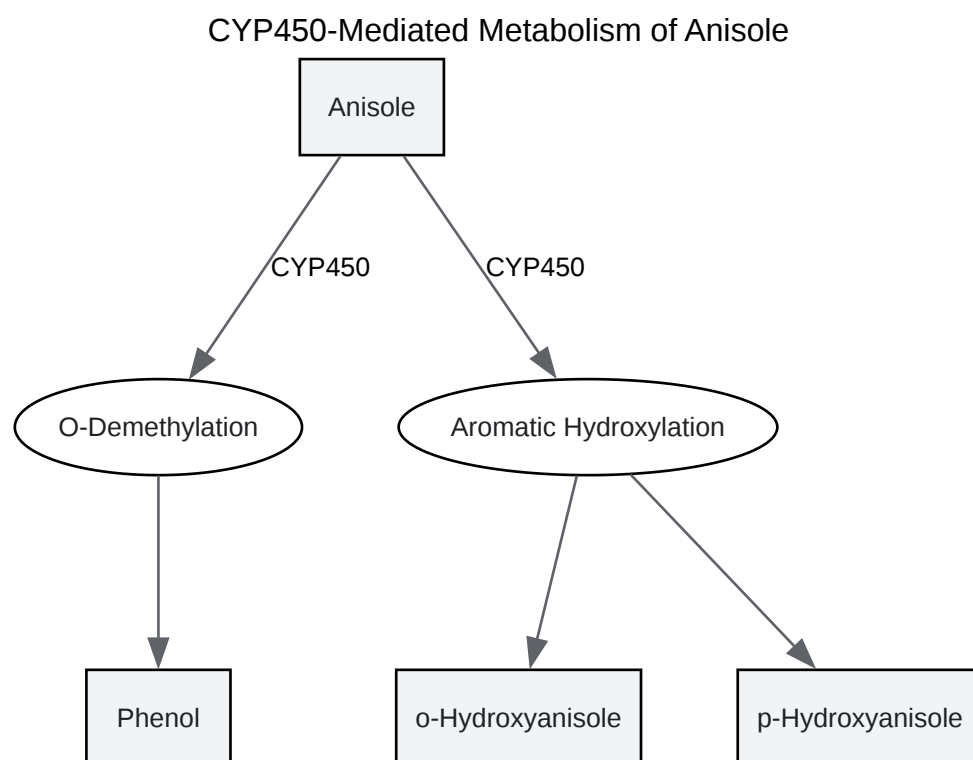 CYP450-Mediated Metabolism of Anisole
Anisole
CYP450
CYP450
O-Demethylation
Aromatic Hydroxylation
Phenol
o-Hydroxyanisole
p-Hydroxyanisole